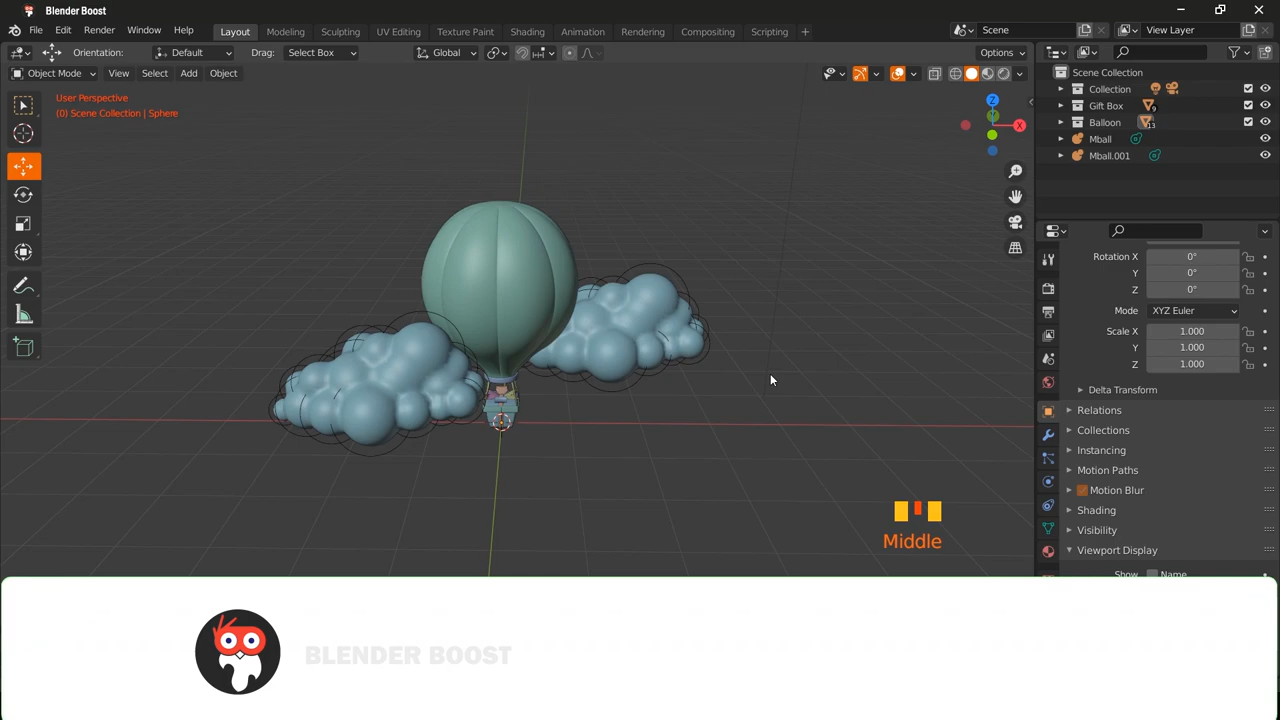 Blender Boost
File Edit Render Window Help Layout Modeling Sculpting UV Editing Texture Paint Shading Animation Rendering Compositing Scripting + Scene View Layer
Orientation: Default Drag: Select Box Global Options
Object Mode View Select Add Object
User Perspective
(0) Scene Collection | Sphere
Z
X
Scene Collection
Collection
Gift Box 9
Balloon 13
Mball
Mball.001
Rotation X 0°
Y 0°
Z 0°
Mode XYZ Euler
Scale X 1.000
Y 1.000
Z 1.000
Delta Transform
Relations
Collections
Instancing
Motion Paths
Motion Blur
Shading
Visibility
Viewport Display
Show Name
Middle
BLENDER BOOST